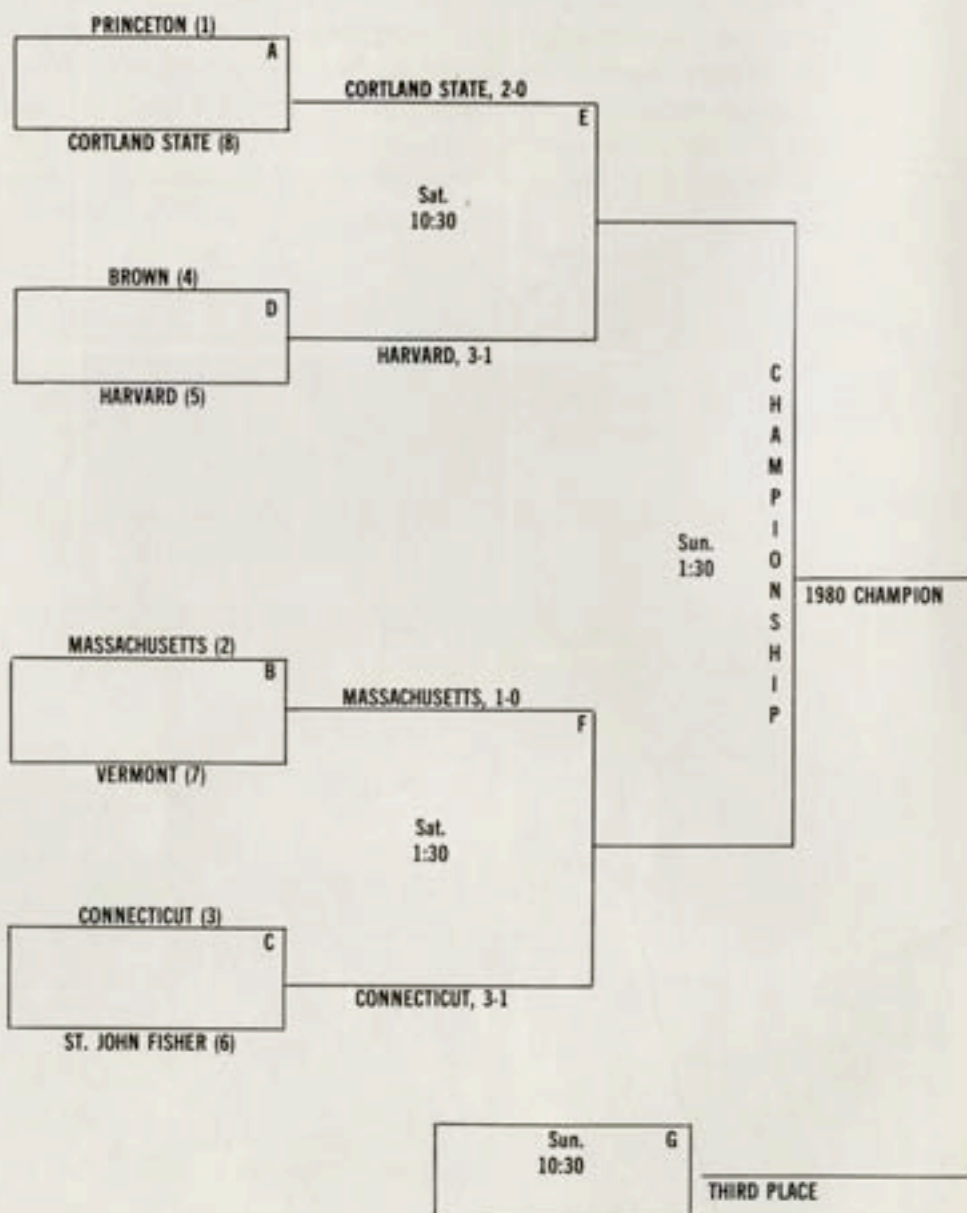 PRINCETON (1)
A
CORTLAND STATE, 2-0
E
CORTLAND STATE (8)
Sat.
10:30
BROWN (4)
D
HARVARD, 3-1
HARVARD (5)
CHAMPIONSHIP
Sun.
1:30
1980 CHAMPION
MASSACHUSETTS (2)
B
MASSACHUSETTS, 1-0
F
VERMONT (7)
Sat.
1:30
CONNECTICUT (3)
C
CONNECTICUT, 3-1
ST. JOHN FISHER (6)
Sun.
G
10:30
THIRD PLACE